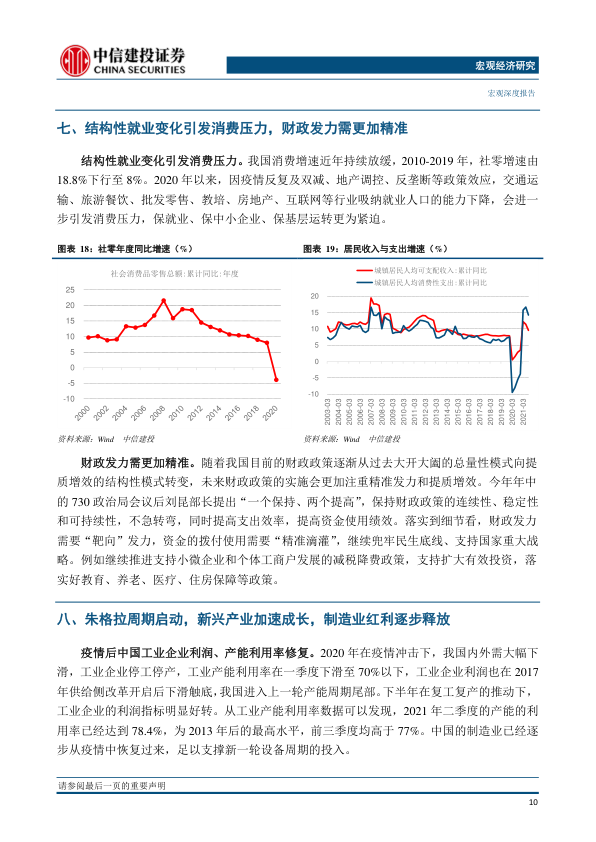 中信建投证券
CHINA SECURITIES
宏观经济研究
宏观深度报告
七、结构性就业变化引发消费压力，财政发力需更加精准
结构性就业变化引发消费压力。我国消费增速近年持续放缓，2010-2019 年，社零增速由
18.8%下行至 8%。2020 年以来，因疫情反复及双减、地产调控、反垄断等政策效应，交通运
输、旅游餐饮、批发零售、教培、房地产、互联网等行业吸纳就业人口的能力下降，会进一
步引发消费压力，保就业、保中小企业、保基层运转更为紧迫。
图表 18：社零年度同比增速（%）
社会消费品零售总额:累计同比:年度
25
20
15
10
5
0
-5
-10
2000
2002
2004
2006
2008
2010
2012
2014
2016
2018
2020
资料来源：Wind　中信建投
图表 19：居民收入与支出增速（%）
城镇居民人均可支配收入:累计同比
城镇居民人均消费性支出:累计同比
20
15
10
5
0
-5
-10
2003-03
2004-03
2005-03
2006-03
2007-03
2008-03
2009-03
2010-03
2011-03
2012-03
2013-03
2014-03
2015-03
2016-03
2017-03
2018-03
2019-03
2020-03
2021-03
资料来源：Wind　中信建投
财政发力需更加精准。随着我国目前的财政政策逐渐从过去大开大阖的总量性模式向提
质增效的结构性模式转变，未来财政政策的实施会更加注重精准发力和提质增效。今年年中
的 730 政治局会议后刘昆部长提出“一个保持、两个提高”，保持财政政策的连续性、稳定性
和可持续性，不急转弯，同时提高支出效率，提高资金使用绩效。落实到细节看，财政发力
需要“靶向”发力，资金的拨付使用需要“精准滴灌”，继续兜牢民生底线、支持国家重大战
略。例如继续推进支持小微企业和个体工商户发展的减税降费政策，支持扩大有效投资，落
实好教育、养老、医疗、住房保障等政策。
八、朱格拉周期启动，新兴产业加速成长，制造业红利逐步释放
疫情后中国工业企业利润、产能利用率修复。2020 年在疫情冲击下，我国内外需大幅下
滑，工业企业停工停产，工业产能利用率在一季度下滑至 70%以下，工业企业利润也在 2017
年供给侧改革开启后下滑触底，我国进入上一轮产能周期尾部。下半年在复工复产的推动下，
工业企业的利润指标明显好转。从工业产能利用率数据可以发现，2021 年二季度的产能的利
用率已经达到 78.4%，为 2013 年后的最高水平，前三季度均高于 77%。中国的制造业已经逐
步从疫情中恢复过来，足以支撑新一轮设备周期的投入。
请参阅最后一页的重要声明
10